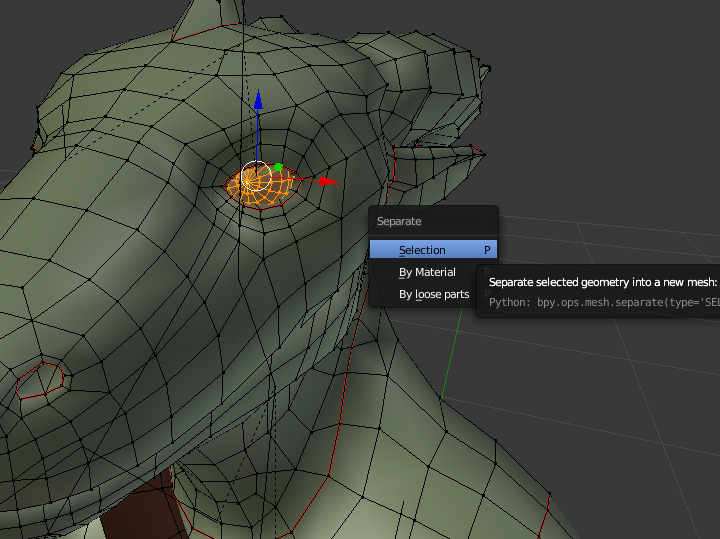 Separate
Selection P
By Material P
By loose parts P
Separate selected geometry into a new mesh:
Python: bpy.ops.mesh.separate(type='SEL